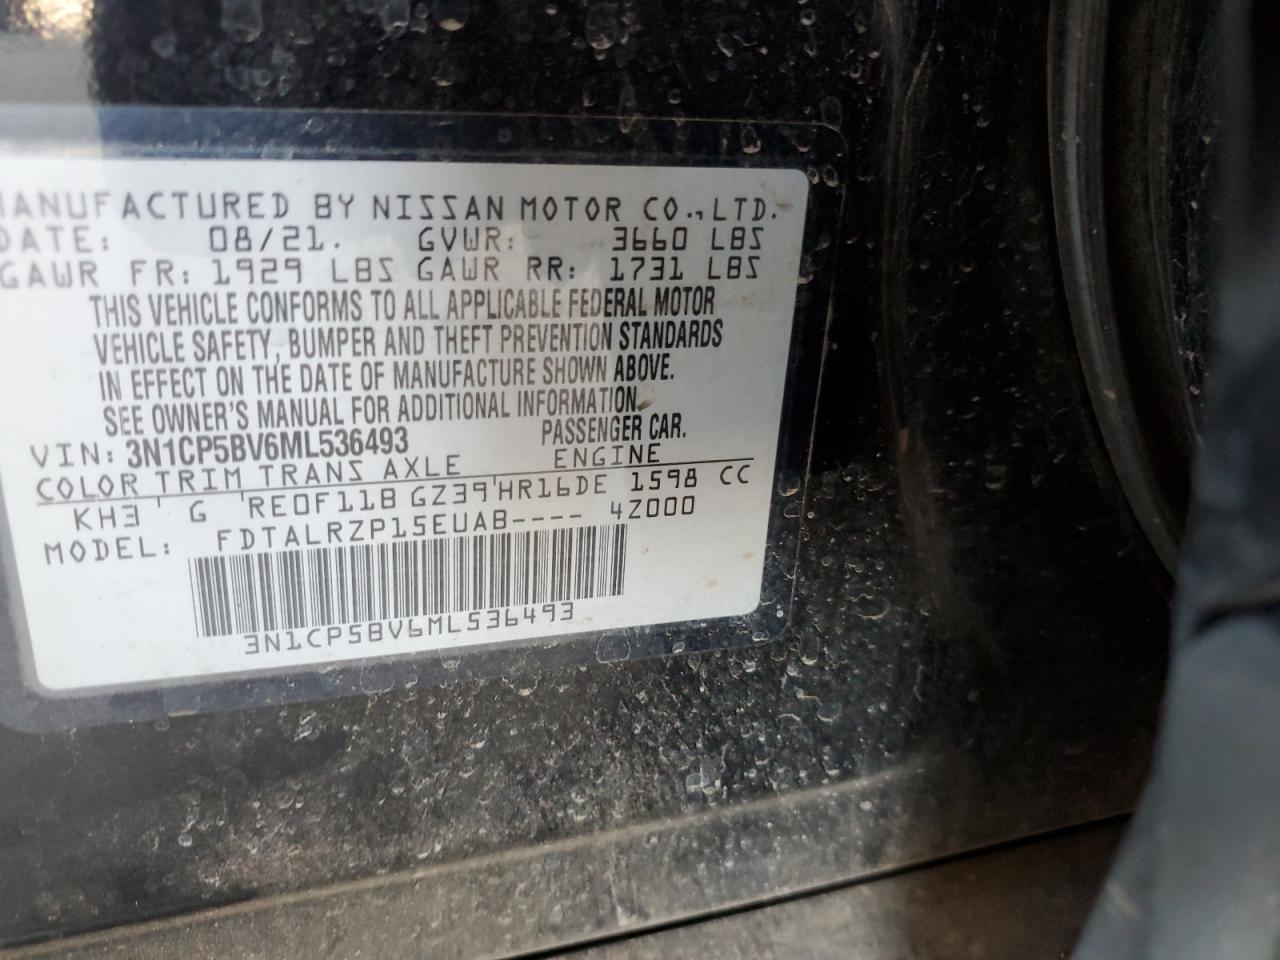 MANUFACTURED BY NISSAN MOTOR CO., LTD.
DATE: 08/21. GVWR: 3660 LBS
GAWR FR: 1929 LBS GAWR RR: 1731 LBS
THIS VEHICLE CONFORMS TO ALL APPLICABLE FEDERAL MOTOR
VEHICLE SAFETY, BUMPER AND THEFT PREVENTION STANDARDS
IN EFFECT ON THE DATE OF MANUFACTURE SHOWN ABOVE.
SEE OWNER'S MANUAL FOR ADDITIONAL INFORMATION.
VIN: 3N1CP5BV6ML536493 PASSENGER CAR.
COLOR TRIM TRANS AXLE ENGINE
KH3 ' G ' RE0F11B GZ39'HR16DE 1598 CC
MODEL: FDTALRZP15EUAB---- 4Z000
3N1CP5BV6ML536493